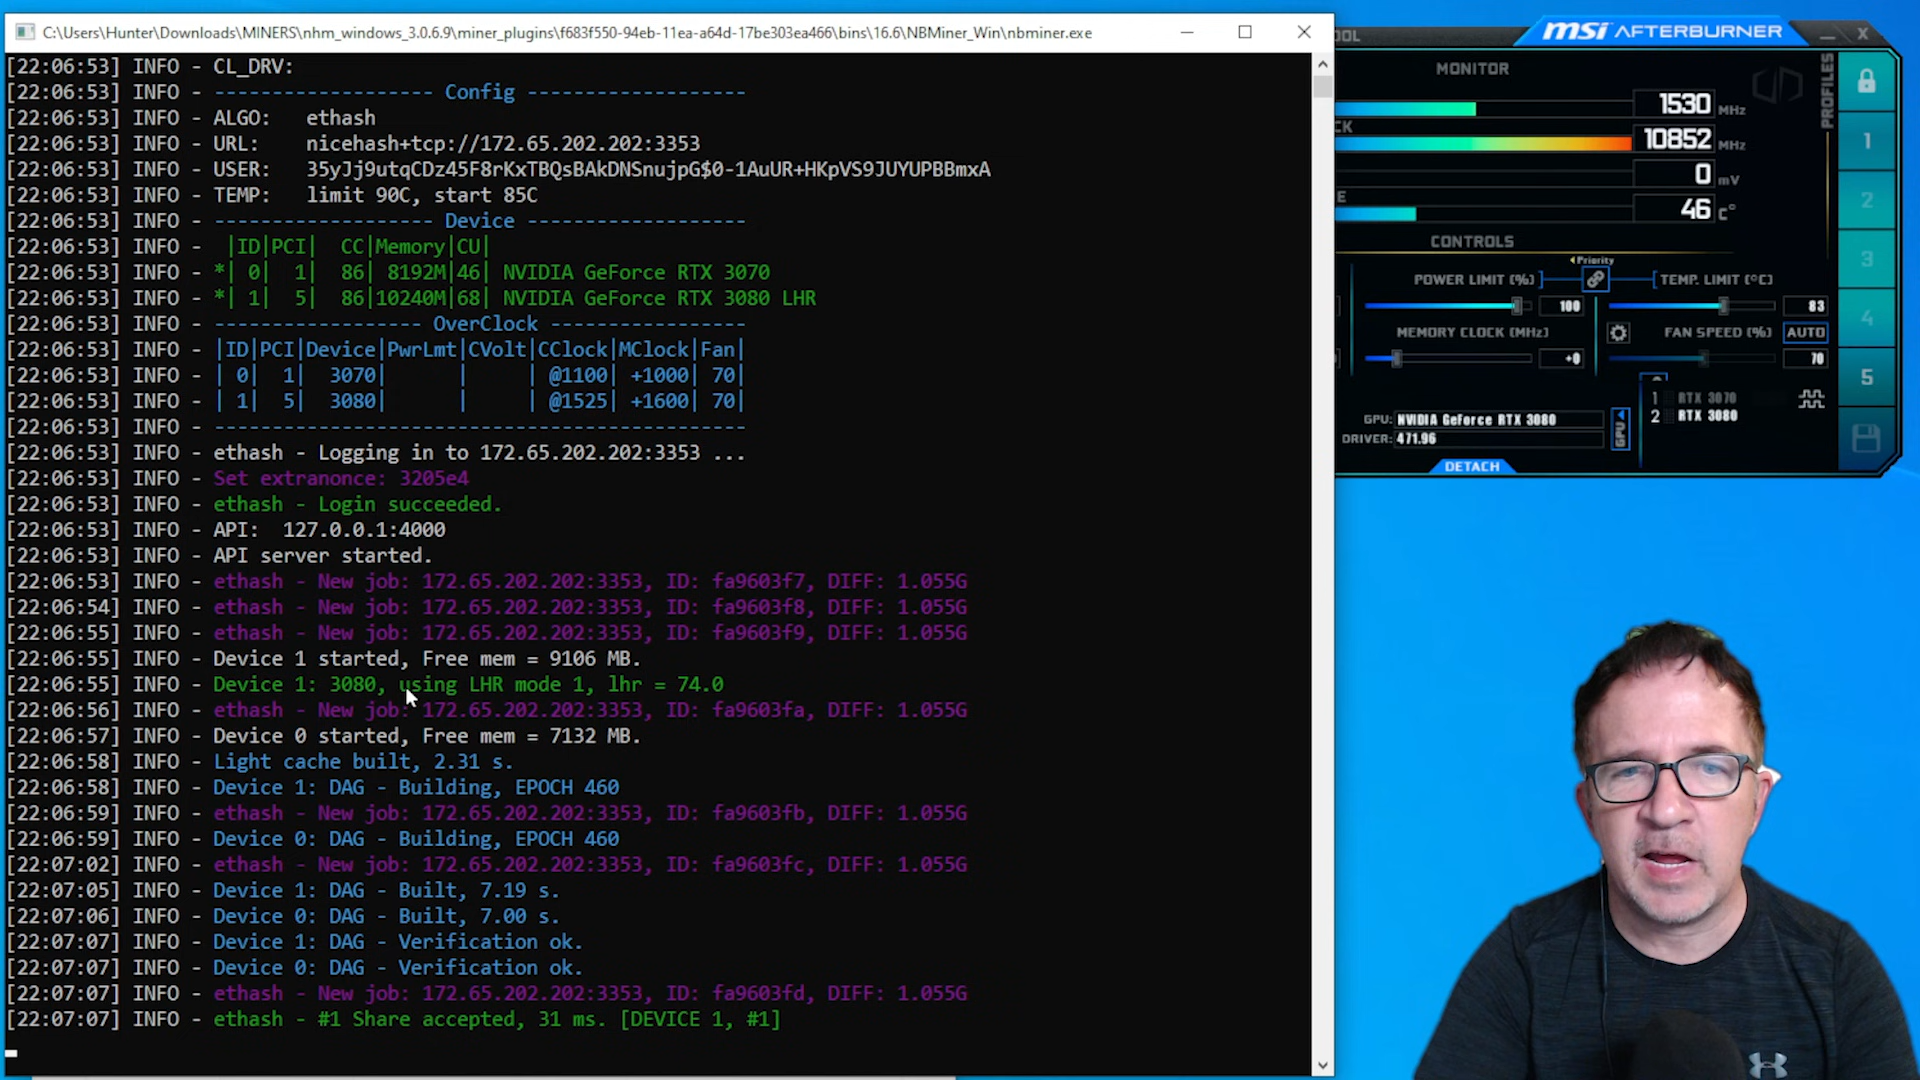 C:\Users\Hunter\Downloads\MINERS\nhm_windows_3.0.6.9\miner_plugins\f683f550-94eb-11ea-a64d-17be303ea466\bins\16.6\NBMiner_Win\nbminer.exe
[22:06:53] INFO - CL_DRV:
[22:06:53] INFO - ------------------- Config -------------------
[22:06:53] INFO - ALGO: ethash
[22:06:53] INFO - URL: nicehash+tcp://172.65.202.202:3353
[22:06:53] INFO - USER: 35yJj9utqCDz45F8rKxTBQsBAkDNSnujpG$0-1AuUR+HKpVS9JUYUPBBmxA
[22:06:53] INFO - TEMP: limit 90C, start 85C
[22:06:53] INFO - ------------------- Device -------------------
[22:06:53] INFO - |ID|PCI| CC|Memory|CU|
[22:06:53] INFO - *| 0| 1| 86| 8192M|46| NVIDIA GeForce RTX 3070
[22:06:53] INFO - *| 1| 5| 86|10240M|68| NVIDIA GeForce RTX 3080 LHR
[22:06:53] INFO - ------------------ OverClock -----------------
[22:06:53] INFO - |ID|PCI|Device|PwrLmt|CVolt|CClock|MClock|Fan|
[22:06:53] INFO - | 0| 1| 3070| | |@1100| +1000| 70|
[22:06:53] INFO - | 1| 5| 3080| | |@1525| +1600| 70|
[22:06:53] INFO - ----------------------------------------------
[22:06:53] INFO - ethash - Logging in to 172.65.202.202:3353 ...
[22:06:53] INFO - Set extranonce: 3205e4
[22:06:53] INFO - ethash - Login succeeded.
[22:06:53] INFO - API: 127.0.0.1:4000
[22:06:53] INFO - API server started.
[22:06:53] INFO - ethash - New job: 172.65.202.202:3353, ID: fa9603f7, DIFF: 1.055G
[22:06:54] INFO - ethash - New job: 172.65.202.202:3353, ID: fa9603f8, DIFF: 1.055G
[22:06:55] INFO - ethash - New job: 172.65.202.202:3353, ID: fa9603f9, DIFF: 1.055G
[22:06:55] INFO - Device 1 started, Free mem = 9106 MB.
[22:06:55] INFO - Device 1: 3080, using LHR mode 1, lhr = 74.0
[22:06:56] INFO - ethash - New job: 172.65.202.202:3353, ID: fa9603fa, DIFF: 1.055G
[22:06:57] INFO - Device 0 started, Free mem = 7132 MB.
[22:06:58] INFO - Light cache built, 2.31 s.
[22:06:58] INFO - Device 1: DAG - Building, EPOCH 460
[22:06:59] INFO - ethash - New job: 172.65.202.202:3353, ID: fa9603fb, DIFF: 1.055G
[22:06:59] INFO - Device 0: DAG - Building, EPOCH 460
[22:07:02] INFO - ethash - New job: 172.65.202.202:3353, ID: fa9603fc, DIFF: 1.055G
[22:07:05] INFO - Device 1: DAG - Built, 7.19 s.
[22:07:06] INFO - Device 0: DAG - Built, 7.00 s.
[22:07:07] INFO - Device 1: DAG - Verification ok.
[22:07:07] INFO - Device 0: DAG - Verification ok.
[22:07:07] INFO - ethash - New job: 172.65.202.202:3353, ID: fa9603fd, DIFF: 1.055G
[22:07:07] INFO - ethash - #1 Share accepted, 31 ms. [DEVICE 1, #1]
OOL
msi AFTERBURNER
MONITOR
PROFILES
1530 MHz
CK
10852 MHz
0 mV
E
46 C°
CONTROLS
Priority
POWER LIMIT (%)
TEMP. LIMIT (°C)
100
83
MEMORY CLOCK (MHz)
FAN SPEED (%)
AUTO
+0
70
1 RTX 3070
2 RTX 3080
GPU: NVIDIA GeForce RTX 3080
DRIVER: 471.96
GPU
DETACH
1
2
3
4
5